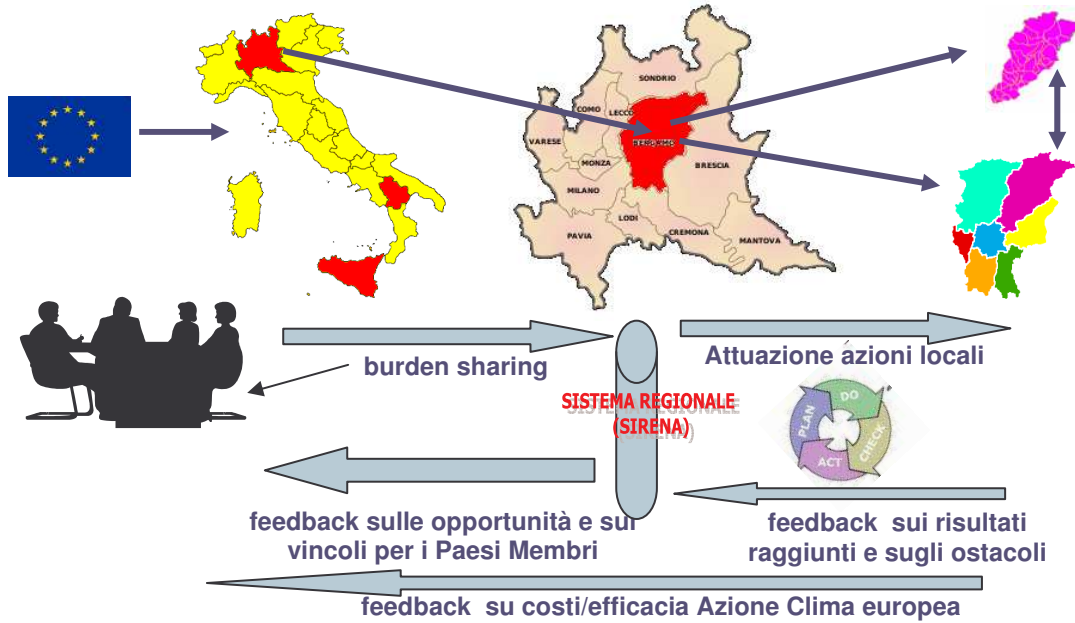 SONDRIO
COMO
LECCO
BERGAMO
VARESE
MONZA
BRESCIA
MILANO
LODI
CREMONA
PAVIA
MANTOVA
burden sharing
Attuazione azioni locali
SISTEMA REGIONALE
(SIRENA)
PLAN
DO
CHECK
ACT
feedback sulle opportunità e sui
vincoli per i Paesi Membri
feedback sui risultati
raggiunti e sugli ostacoli
feedback su costi/efficacia Azione Clima europea